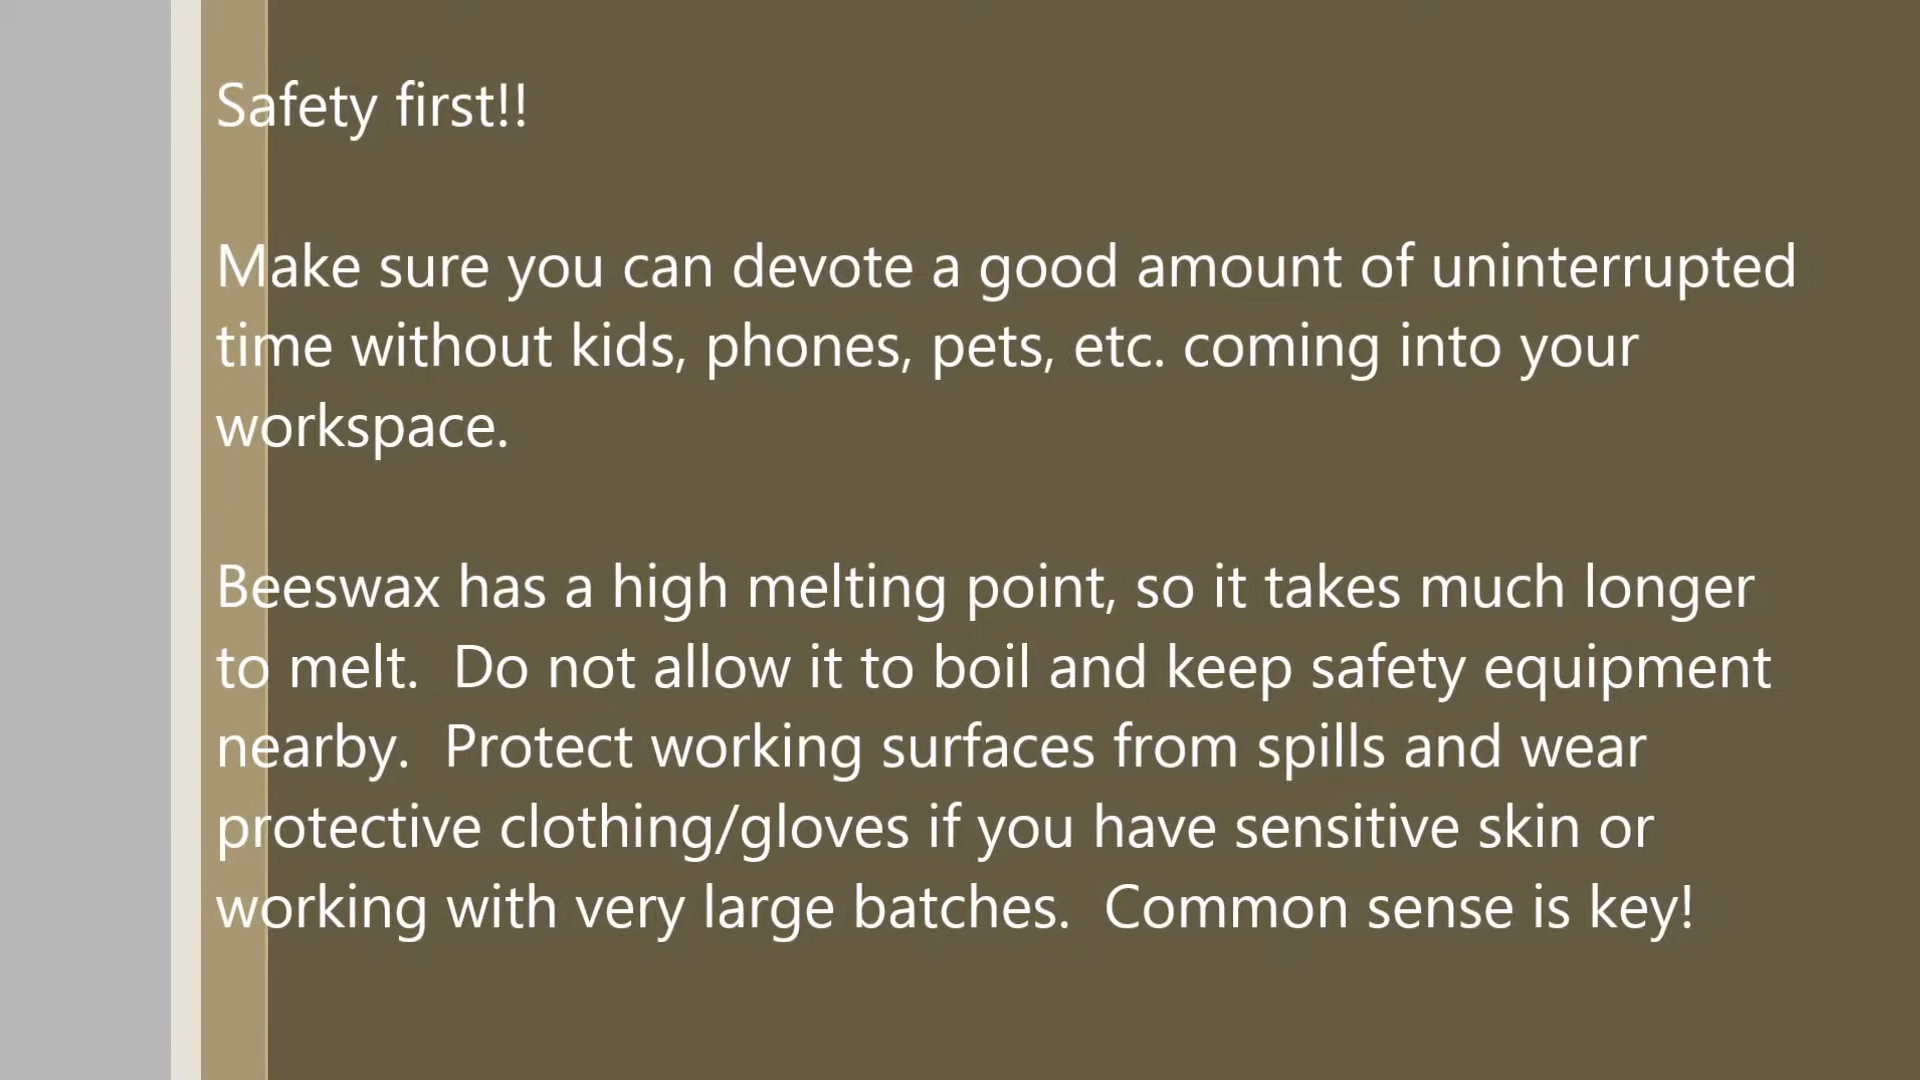 Safety first!!
Make sure you can devote a good amount of uninterrupted
time without kids, phones, pets, etc. coming into your
workspace.
Beeswax has a high melting point, so it takes much longer
to melt.  Do not allow it to boil and keep safety equipment
nearby.  Protect working surfaces from spills and wear
protective clothing/gloves if you have sensitive skin or
working with very large batches.  Common sense is key!